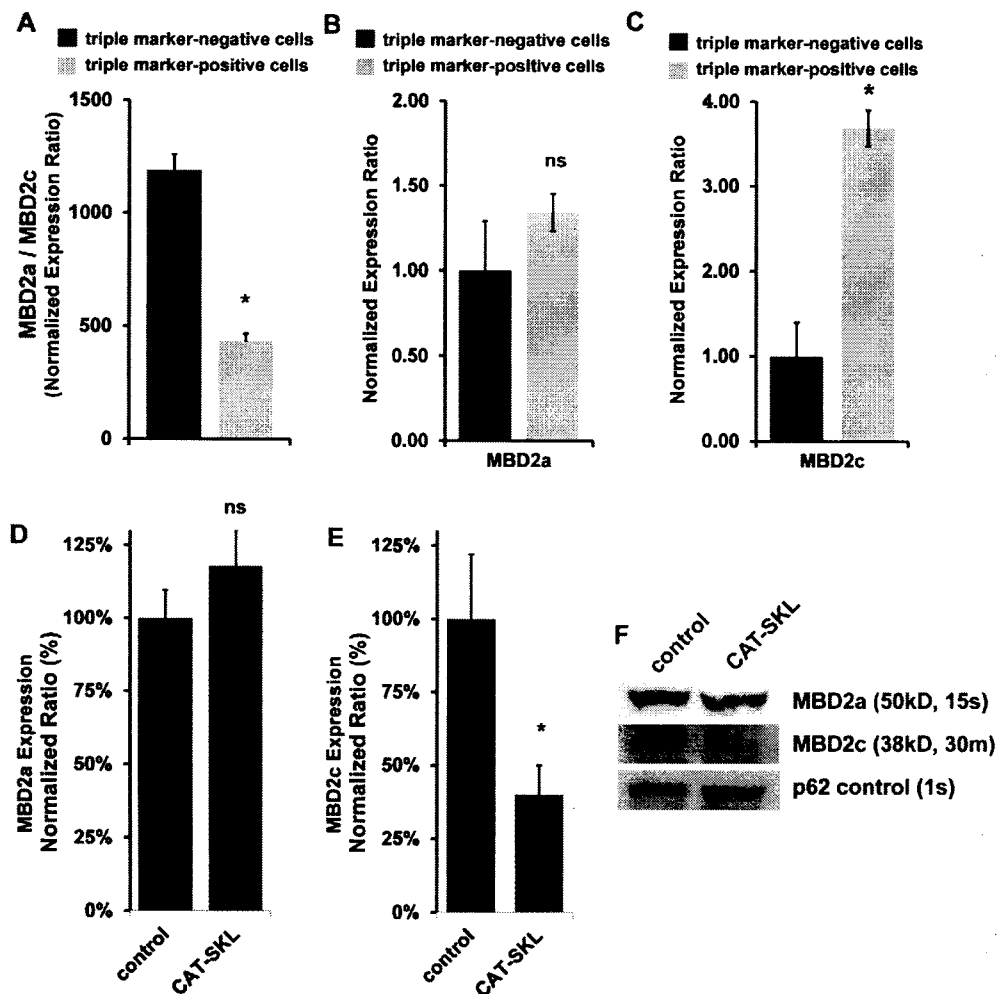 A
triple marker-negative cells
triple marker-positive cells
MBD2a / MBD2c
(Normalized Expression Ratio)
1500
1000
500
0
*
B
triple marker-negative cells
triple marker-positive cells
Normalized Expression Ratio
2.00
1.50
1.00
0.50
0.00
ns
MBD2a
C
triple marker-negative cells
triple marker-positive cells
Normalized Expression Ratio
4.00
3.00
2.00
1.00
0.00
*
MBD2c
D
MBD2a Expression
Normalized Ratio (%)
125%
100%
75%
50%
25%
0%
ns
control
CAT-SKL
E
MBD2c Expression
Normalized Ratio (%)
125%
100%
75%
50%
25%
0%
*
control
CAT-SKL
F
control
CAT-SKL
MBD2a (50kD, 15s)
MBD2c (38kD, 30m)
p62 control (1s)